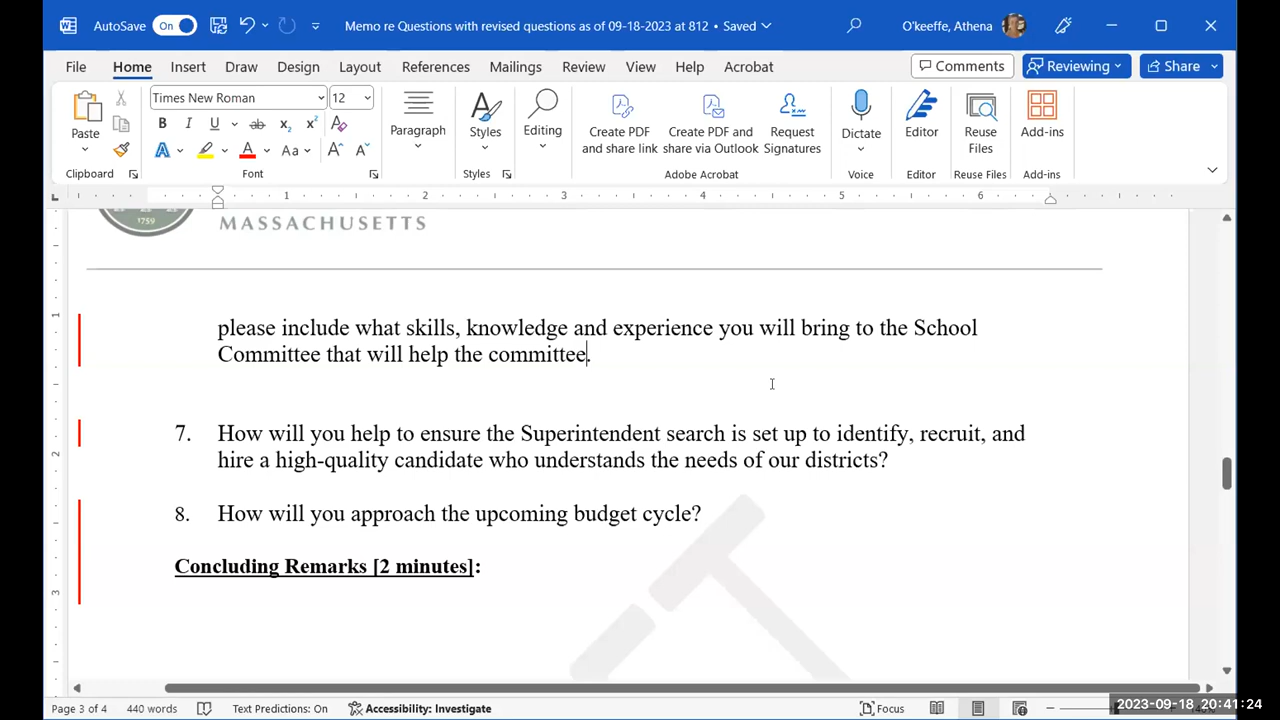 AutoSave On Memo re Questions with revised questions as of 09-18-2023 at 812 • Saved O'keeffe, Athena
File Home Insert Draw Design Layout References Mailings Review View Help Acrobat Comments Reviewing Share
Times New Roman 12
Paste Paragraph Styles Editing Create PDF and share link Create PDF and share via Outlook Request Signatures Dictate Editor Reuse Files Add-ins
Clipboard Font Styles Adobe Acrobat Voice Editor Reuse Files Add-ins
1 2 3 4 5 6
1759
MASSACHUSETTS
please include what skills, knowledge and experience you will bring to the School
Committee that will help the committee.
7. How will you help to ensure the Superintendent search is set up to identify, recruit, and
hire a high-quality candidate who understands the needs of our districts?
8. How will you approach the upcoming budget cycle?
Concluding Remarks [2 minutes]:
Page 3 of 4 440 words Text Predictions: On Accessibility: Investigate Focus
2023-09-18 20:41:24